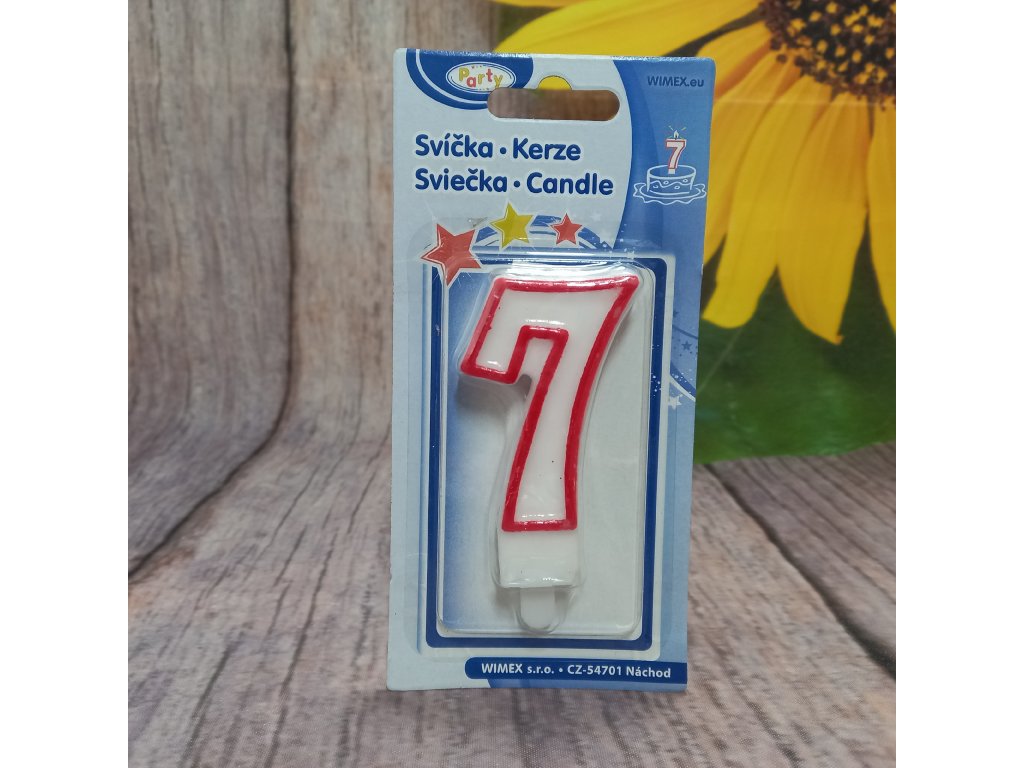 Party
WIMEX.eu
Svíčka • Kerze
Sviečka • Candle
7
7
WIMEX s.r.o. • CZ-54701 Náchod